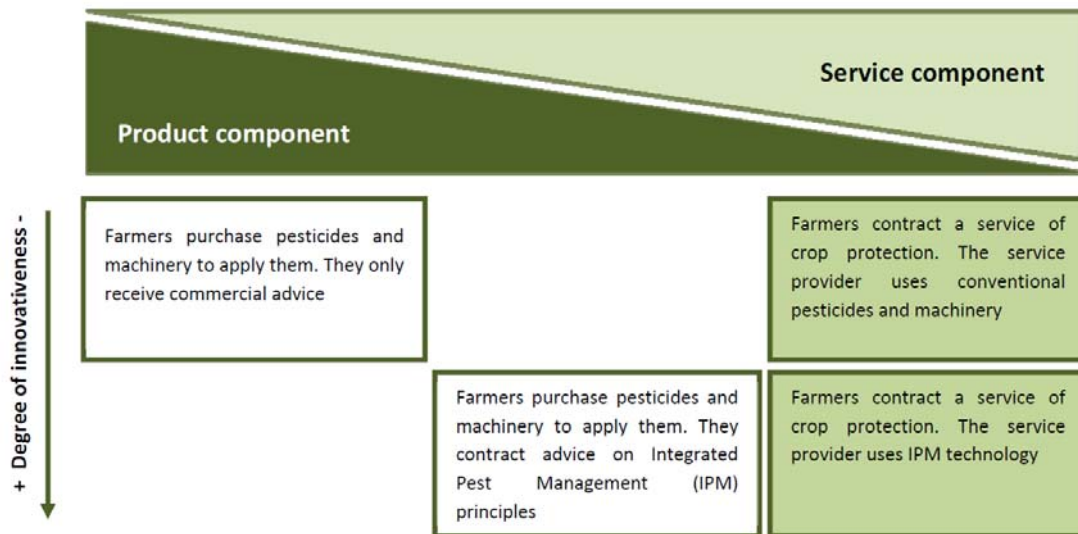 Service component
Product component
+ Degree of innovativeness -
Farmers purchase pesticides and
machinery to apply them. They only
receive commercial advice
Farmers contract a service of
crop protection. The service
provider uses conventional
pesticides and machinery
Farmers purchase pesticides and
machinery to apply them. They
contract advice on Integrated
Pest Management (IPM)
principles
Farmers contract a service of
crop protection. The service
provider uses IPM technology